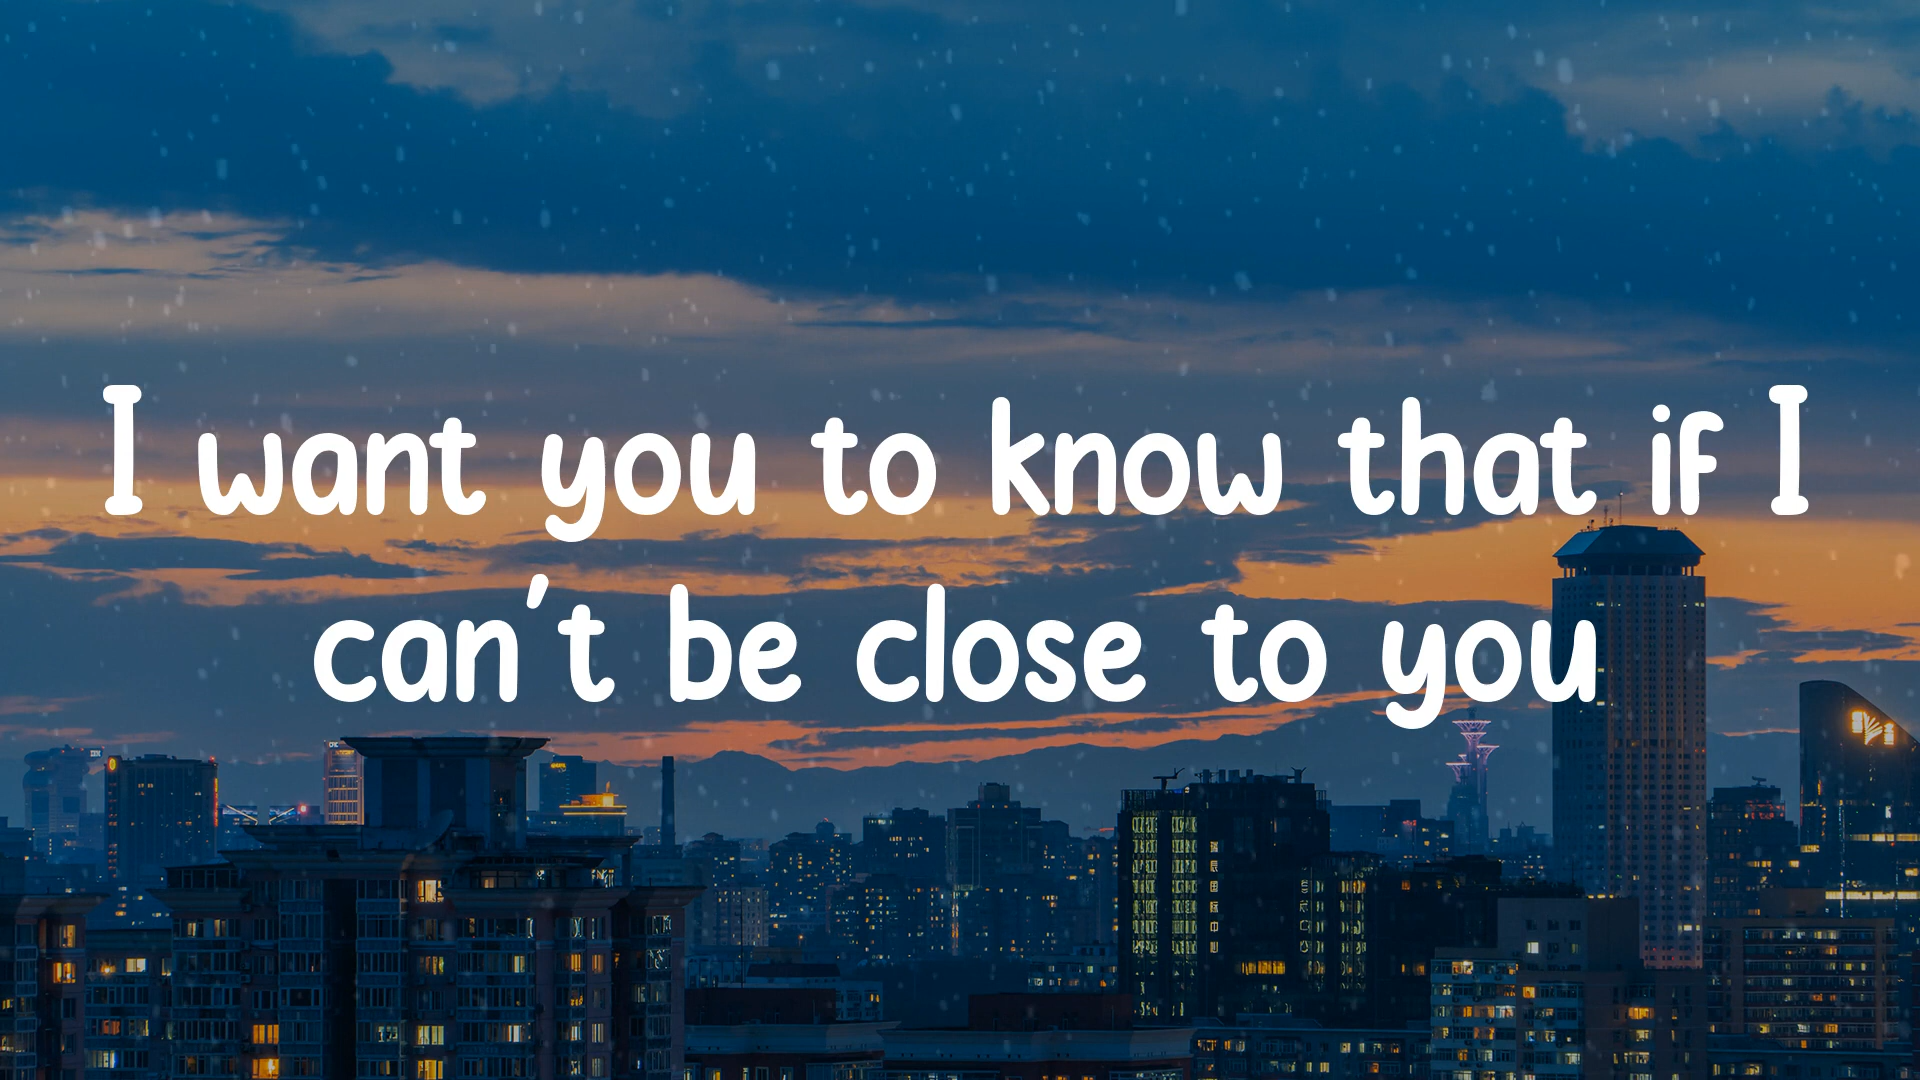 I want you to know that if I
can't be close to you